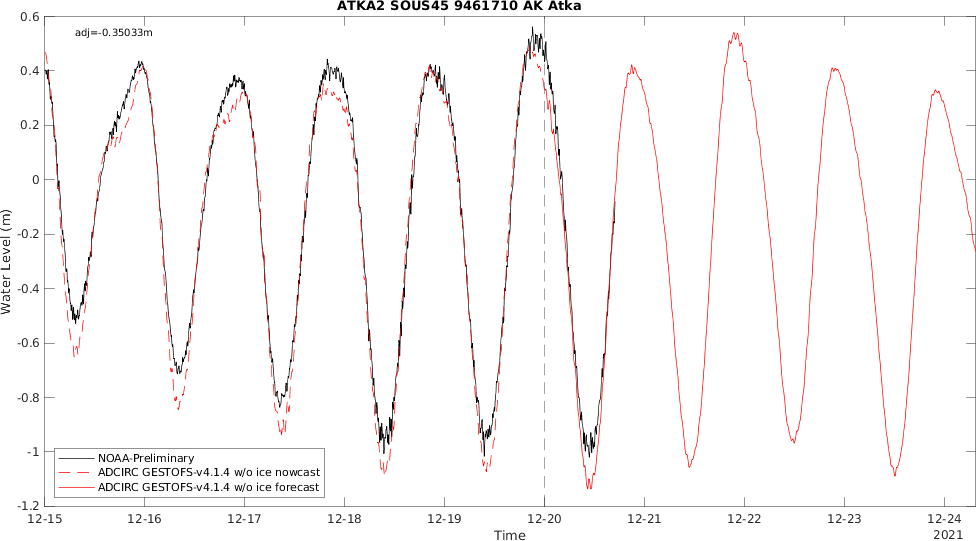 ATKA2 SOUS45 9461710 AK Atka
adj=-0.35033m
0.6
0.4
0.2
0
-0.2
-0.4
-0.6
-0.8
-1
-1.2
Water Level (m)
NOAA-Preliminary
ADCIRC GESTOFS-v4.1.4 w/o ice nowcast
ADCIRC GESTOFS-v4.1.4 w/o ice forecast
12-15 12-16 12-17 12-18 12-19 12-20 12-21 12-22 12-23 12-24
Time
2021